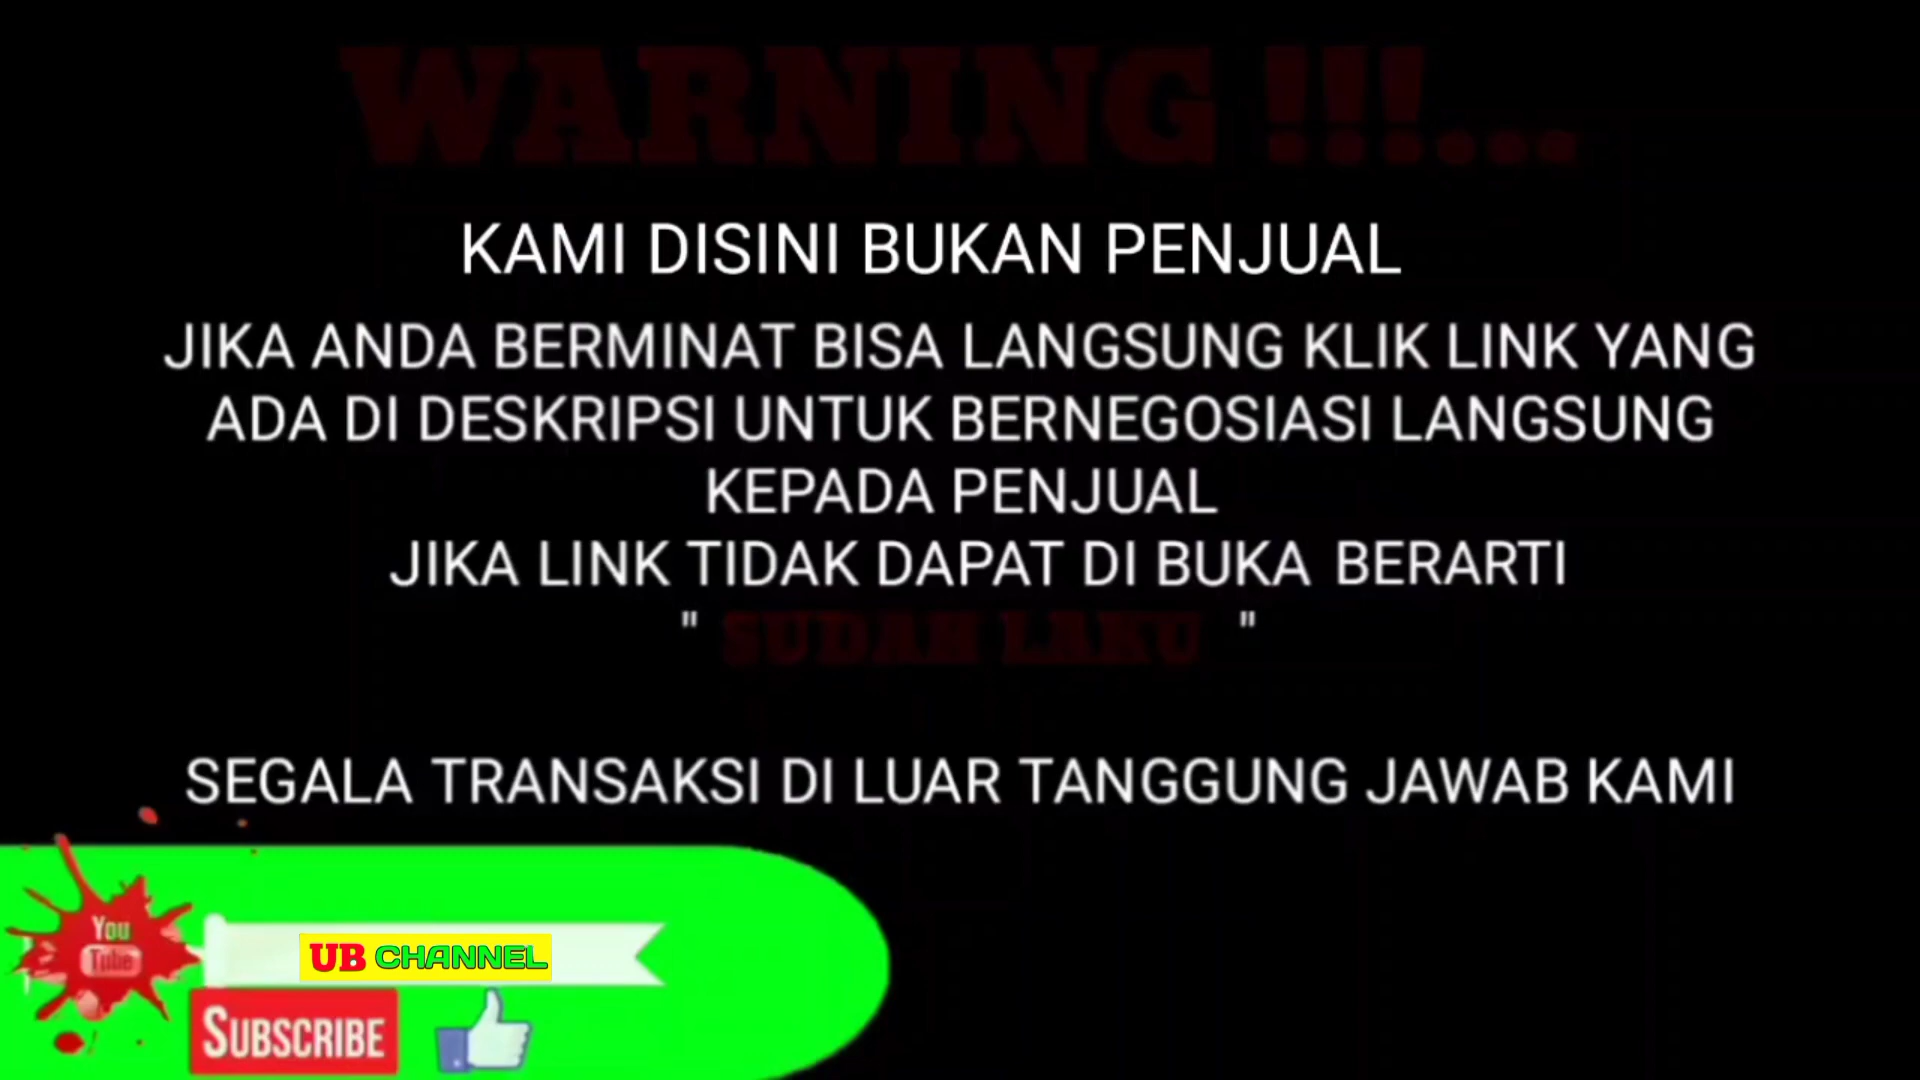 WARNING !!!...
KAMI DISINI BUKAN PENJUAL
JIKA ANDA BERMINAT BISA LANGSUNG KLIK LINK YANG
ADA DI DESKRIPSI UNTUK BERNEGOSIASI LANGSUNG
KEPADA PENJUAL
JIKA LINK TIDAK DAPAT DI BUKA BERARTI
" SUDAH LAKU "
SEGALA TRANSAKSI DI LUAR TANGGUNG JAWAB KAMI
You
Tube
UB CHANNEL
SUBSCRIBE